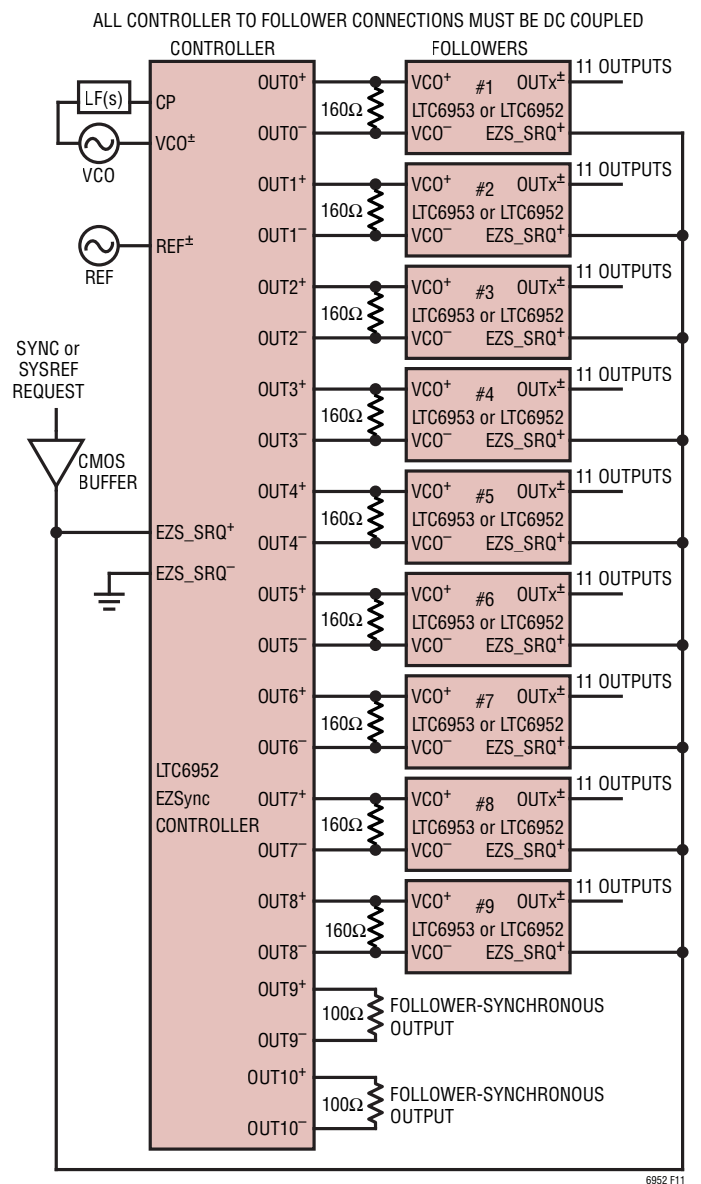 ALL CONTROLLER TO FOLLOWER CONNECTIONS MUST BE DC COUPLED
CONTROLLER
FOLLOWERS
LF(s)
CP
VCO±
VCO
REF±
REF
SYNC or
SYSREF
REQUEST
CMOS
BUFFER
EZS_SRQ+
EZS_SRQ–
LTC6952
EZSync
CONTROLLER
OUT0+
160Ω
OUT0–
VCO+ #1 OUTx±
LTC6953 or LTC6952
VCO– EZS_SRQ+
11 OUTPUTS
OUT1+
160Ω
OUT1–
VCO+ #2 OUTx±
LTC6953 or LTC6952
VCO– EZS_SRQ+
11 OUTPUTS
OUT2+
160Ω
OUT2–
VCO+ #3 OUTx±
LTC6953 or LTC6952
VCO– EZS_SRQ+
11 OUTPUTS
OUT3+
160Ω
OUT3–
VCO+ #4 OUTx±
LTC6953 or LTC6952
VCO– EZS_SRQ+
11 OUTPUTS
OUT4+
160Ω
OUT4–
VCO+ #5 OUTx±
LTC6953 or LTC6952
VCO– EZS_SRQ+
11 OUTPUTS
OUT5+
160Ω
OUT5–
VCO+ #6 OUTx±
LTC6953 or LTC6952
VCO– EZS_SRQ+
11 OUTPUTS
OUT6+
160Ω
OUT6–
VCO+ #7 OUTx±
LTC6953 or LTC6952
VCO– EZS_SRQ+
11 OUTPUTS
OUT7+
160Ω
OUT7–
VCO+ #8 OUTx±
LTC6953 or LTC6952
VCO– EZS_SRQ+
11 OUTPUTS
OUT8+
160Ω
OUT8–
VCO+ #9 OUTx±
LTC6953 or LTC6952
VCO– EZS_SRQ+
11 OUTPUTS
OUT9+
100Ω
OUT9–
FOLLOWER-SYNCHRONOUS
OUTPUT
OUT10+
100Ω
OUT10–
FOLLOWER-SYNCHRONOUS
OUTPUT
6952 F11